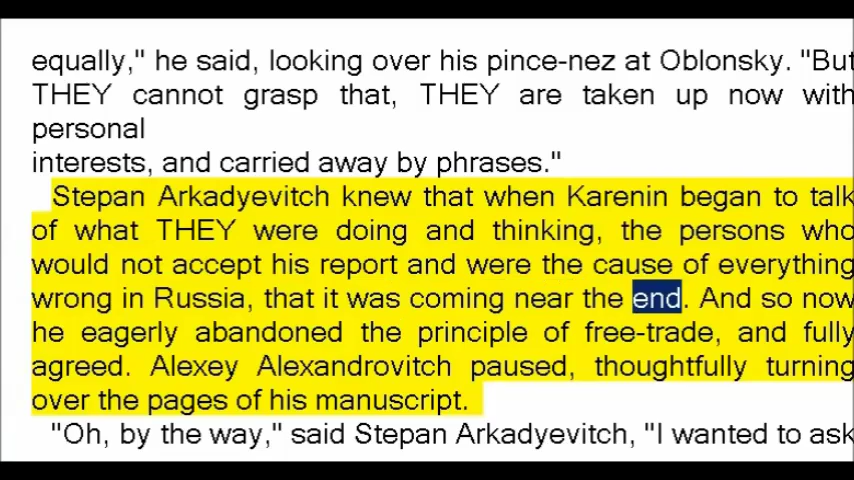 equally," he said, looking over his pince-nez at Oblonsky. "But
THEY cannot grasp that, THEY are taken up now with
personal
interests, and carried away by phrases."
Stepan Arkadyevitch knew that when Karenin began to talk
of what THEY were doing and thinking, the persons who
would not accept his report and were the cause of everything
wrong in Russia, that it was coming near the end. And so now
he eagerly abandoned the principle of free-trade, and fully
agreed. Alexey Alexandrovitch paused, thoughtfully turning
over the pages of his manuscript.
"Oh, by the way," said Stepan Arkadyevitch, "I wanted to ask